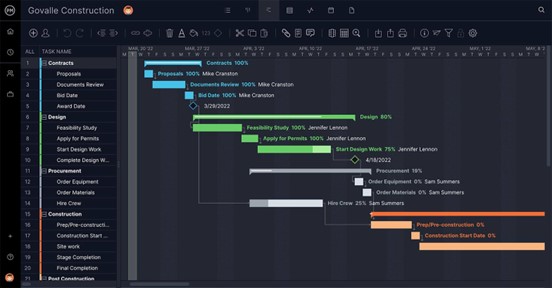 PM
Govalle Construction
ALL
TASK NAME
MAR, 20 '22
MAR, 27 '22
APR, 3 '22
APR, 10 '22
APR, 17 '22
APR, 24 '22
MAY, 1 '22
1 Contracts
Contracts 100%
2 Proposals
Proposals 100% Mike Cranston
3 Documents Review
Documents Review 100% Mike Cranston
4 Bid Date
Bid Date 100% Mike Cranston
5 Award Date
3/29/2022
6 Design
Design 80%
7 Feasibility Study
Feasibility Study 100% Jennifer Lennon
8 Apply for Permits
Apply for Permits 100% Jennifer Lennon
9 Start Design Work
Start Design Work 75% Jennifer Lennon
10 Complete Design W...
4/18/2022
11 Procurement
Procurement 19%
12 Order Equipment
Order Equipment 0% Sam Summers
13 Order Materials
Order Materials 0% Sam Summers
14 Hire Crew
Hire Crew 25% Sam Summers
15 Construction
16 Prep/Pre-constructi...
Prep/Pre-construction 0%
17 Construction Start ...
Construction Start Date 0%
18 Site work
19 Stage Completion
20 Final Completion
21 Post Construction